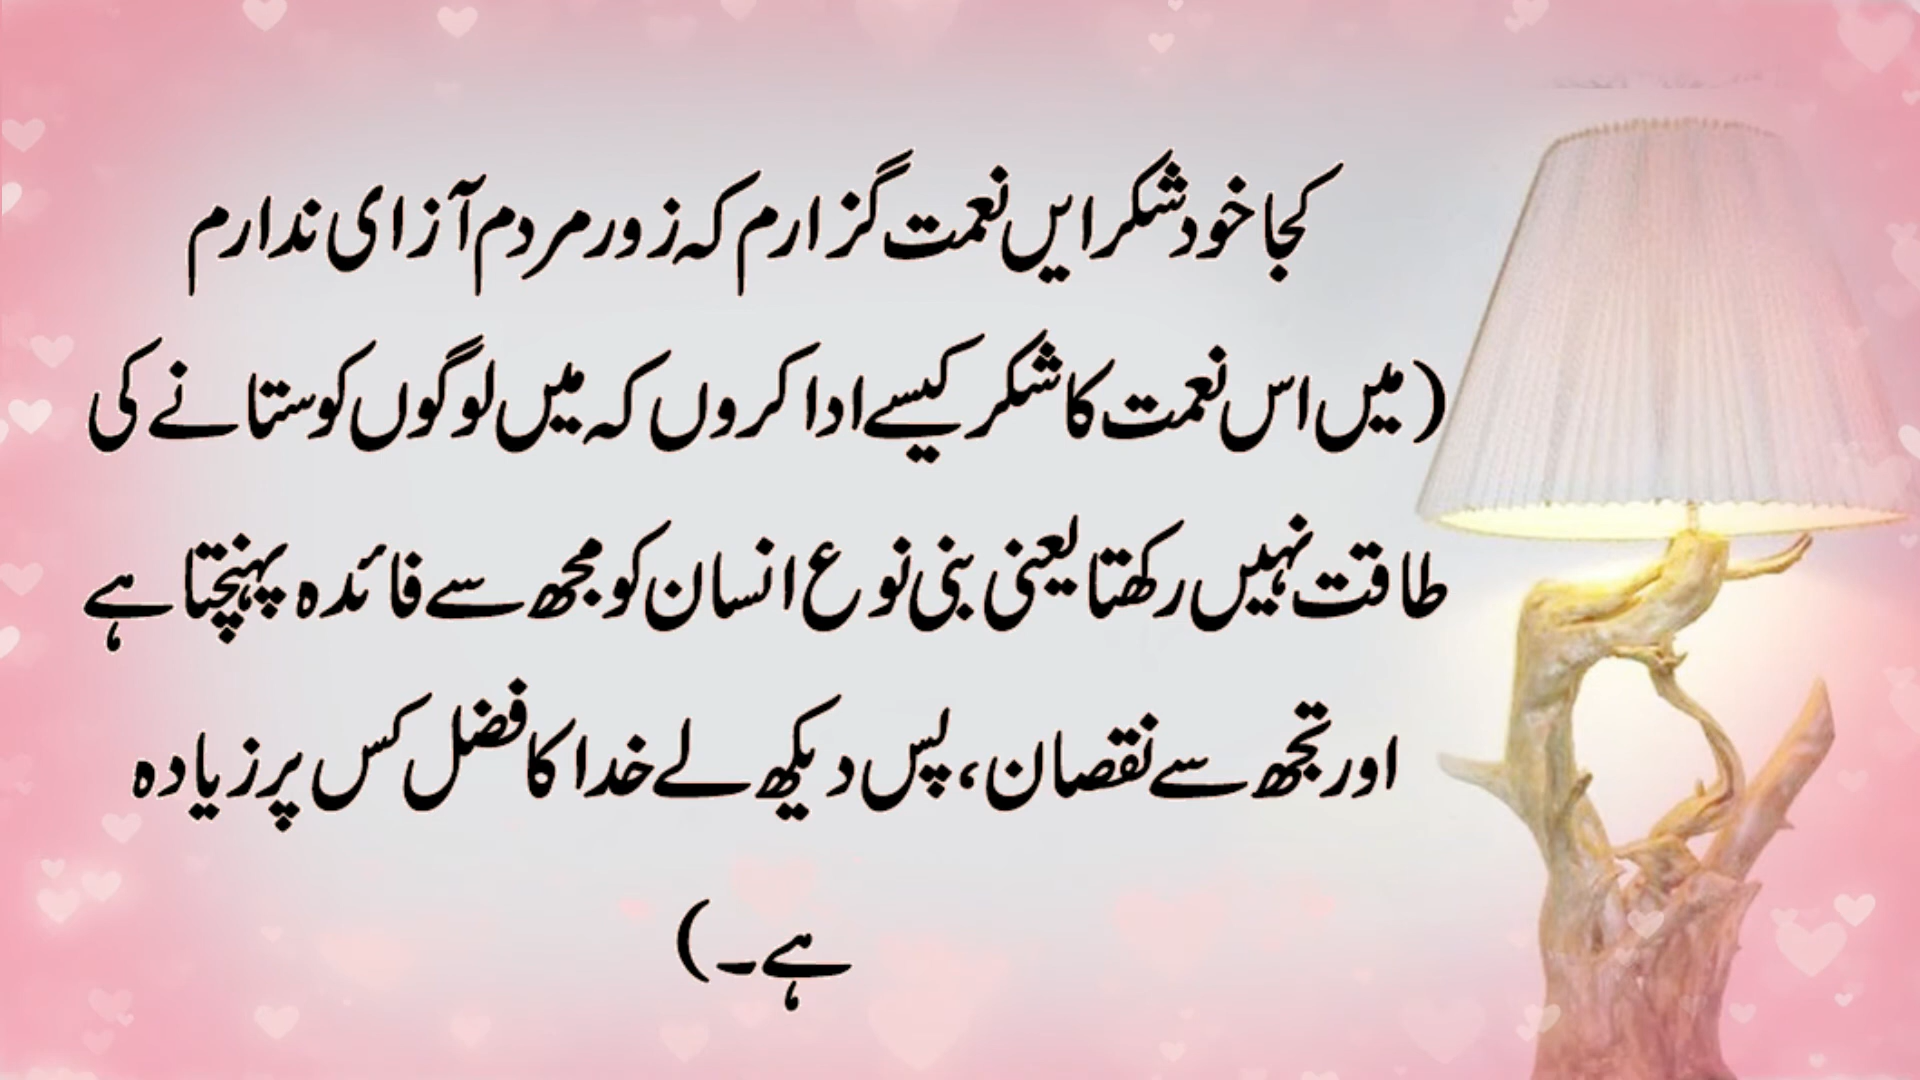 کجا خود شکر ایں نعمت گزارم کہ زور مردم آزای ندارم
(میں اس نعمت کا شکر کیسے ادا کروں کہ میں لوگوں کو ستانے کی
طاقت نہیں رکھتا یعنی بنی نوع انسان کو مجھ سے فائدہ پہنچتا ہے
اور تجھ سے نقصان، پس دیکھ لے خدا کا فضل کس پر زیادہ
ہے۔)